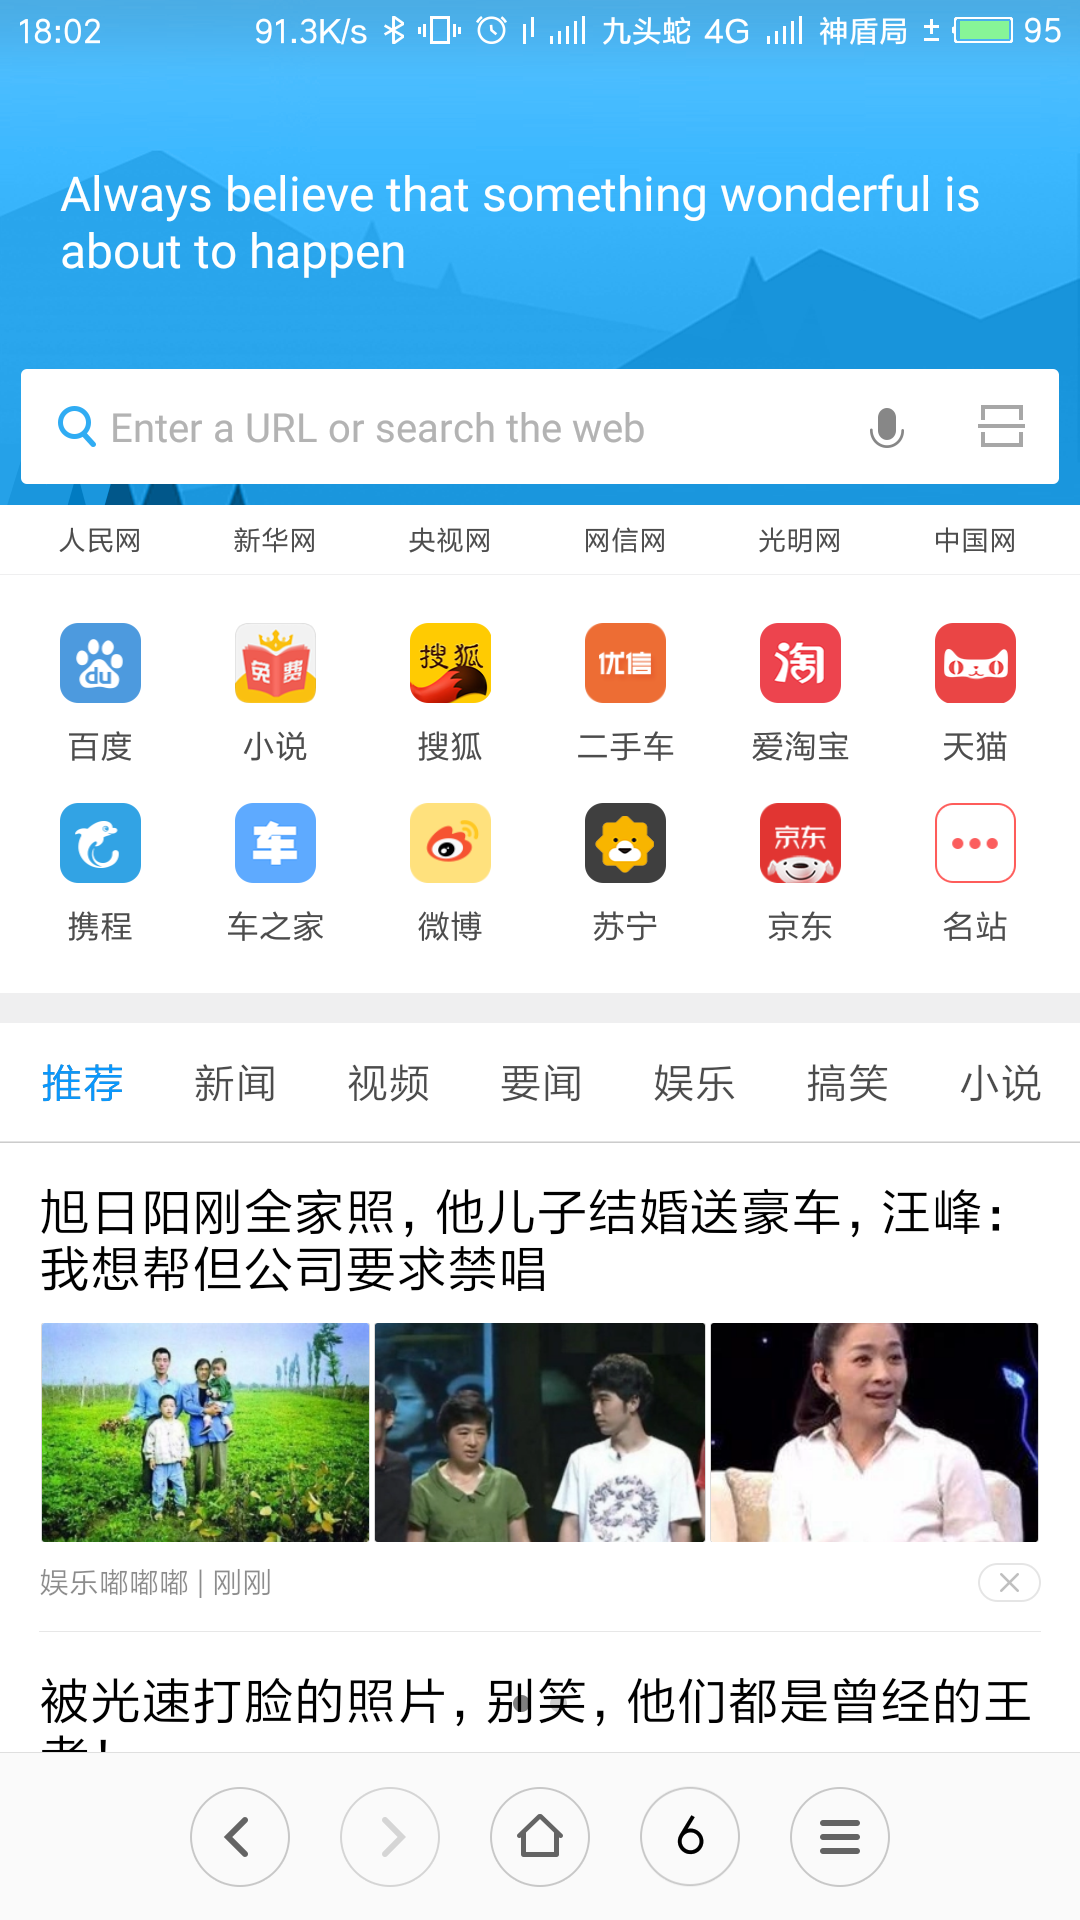 18:02 91.3K/s 九头蛇 4G 神盾局 ± 95
Always believe that something wonderful is
about to happen
Enter a URL or search the web
人民网 新华网 央视网 网信网 光明网 中国网
du 免费 搜狐 优信 淘
百度 小说 搜狐 二手车 爱淘宝 天猫
车 京东
携程 车之家 微博 苏宁 京东 名站
推荐 新闻 视频 要闻 娱乐 搞笑 小说
旭日阳刚全家照，他儿子结婚送豪车，汪峰：
我想帮但公司要求禁唱
娱乐嘟嘟嘟 | 刚刚
被光速打脸的照片，别笑，他们都是曾经的王
6